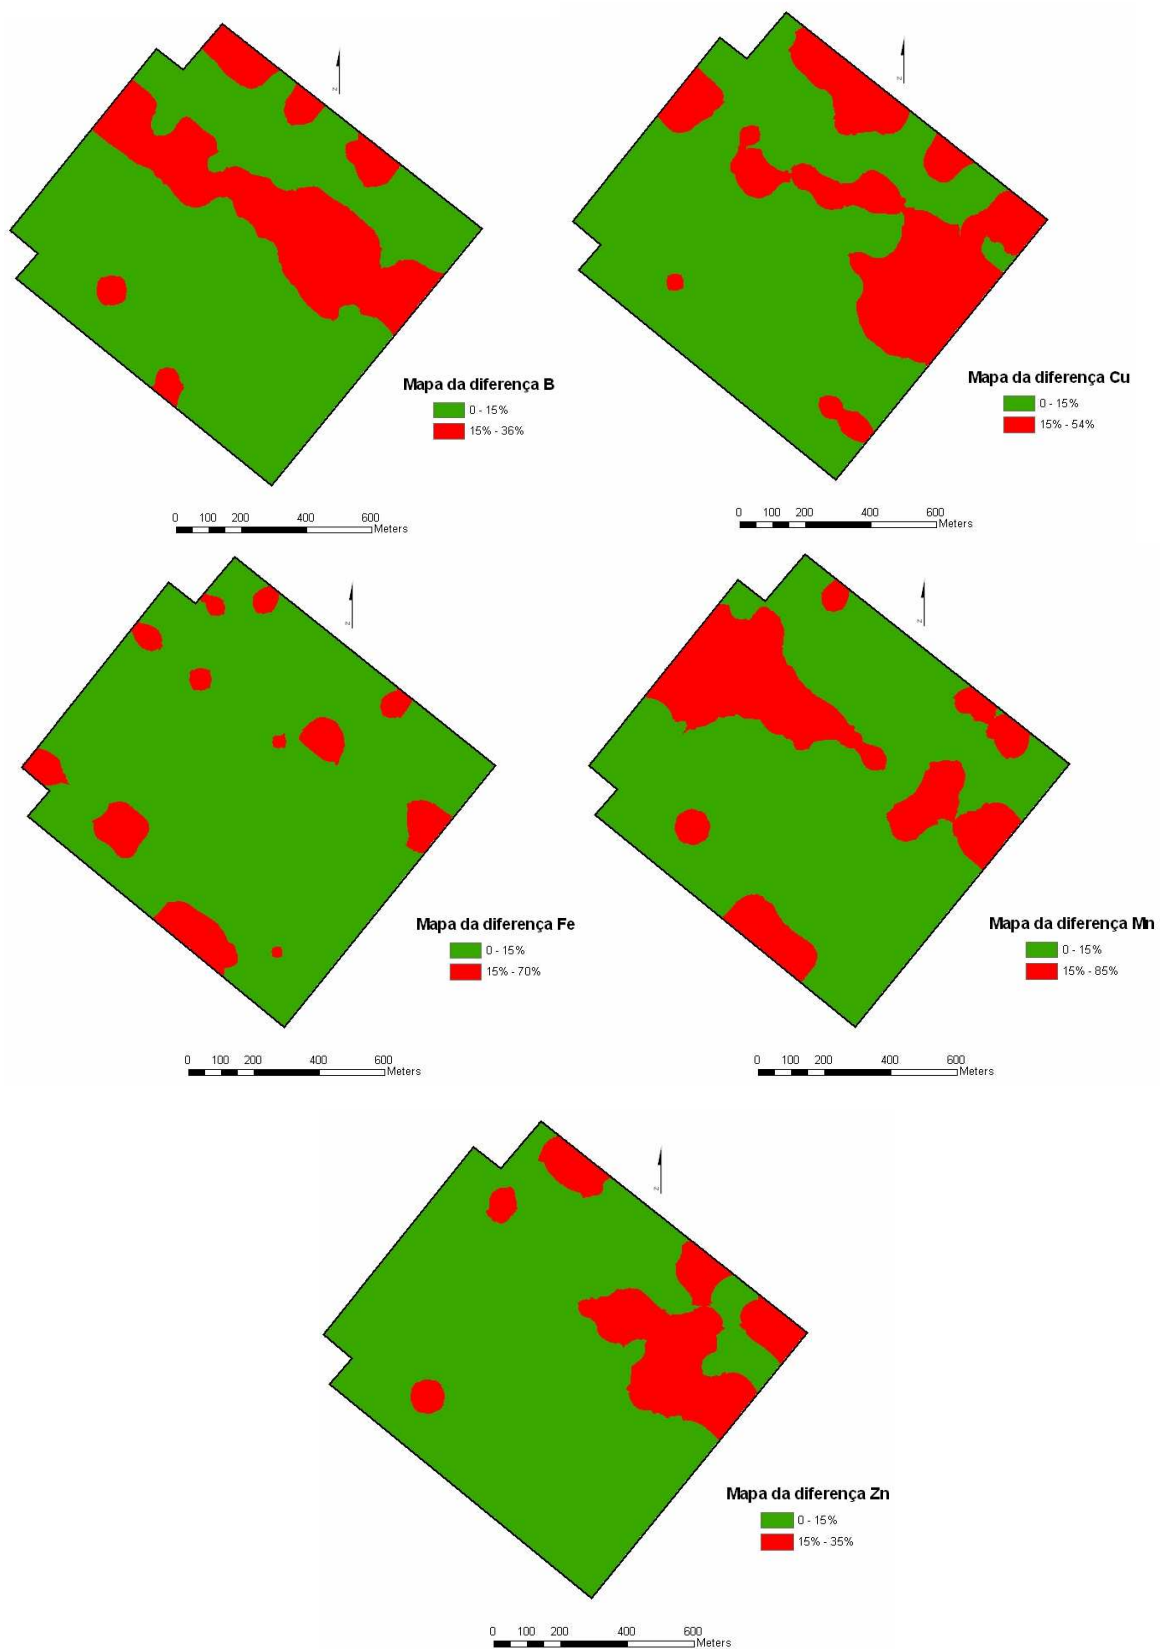 N
Mapa da diferença B
0 - 15%
15% - 36%
0 100 200 400 600
Meters
N
Mapa da diferença Cu
0 - 15%
15% - 54%
0 100 200 400 600
Meters
N
Mapa da diferença Fe
0 - 15%
15% - 70%
0 100 200 400 600
Meters
N
Mapa da diferença Mn
0 - 15%
15% - 85%
0 100 200 400 600
Meters
N
Mapa da diferença Zn
0 - 15%
15% - 35%
0 100 200 400 600
Meters